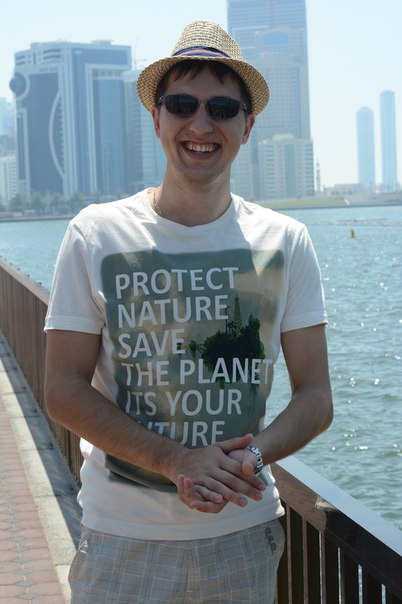 PROTECT
NATURE
SAVE
THE PLANET
ITS YOUR